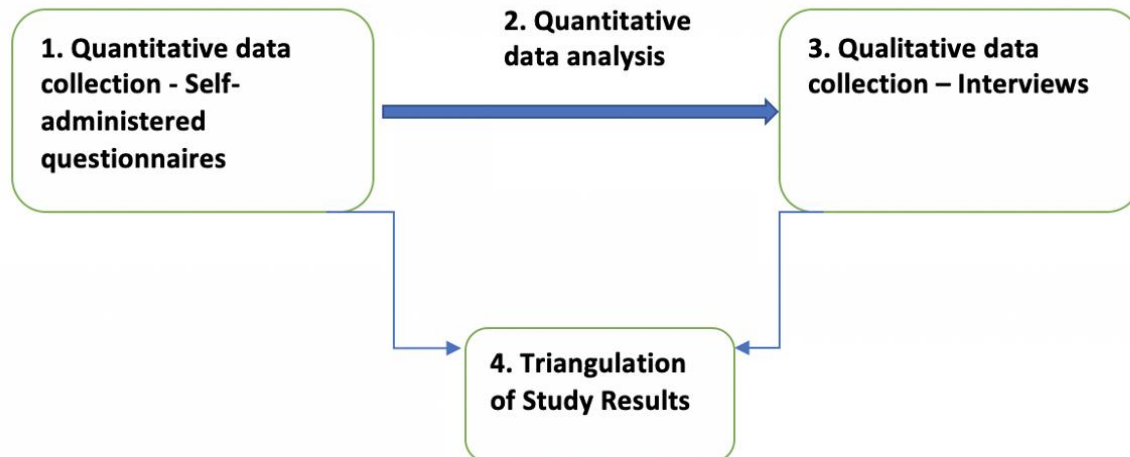 1. Quantitative data
collection - Self-
administered
questionnaires
2. Quantitative
data analysis
3. Qualitative data
collection – Interviews
4. Triangulation
of Study Results